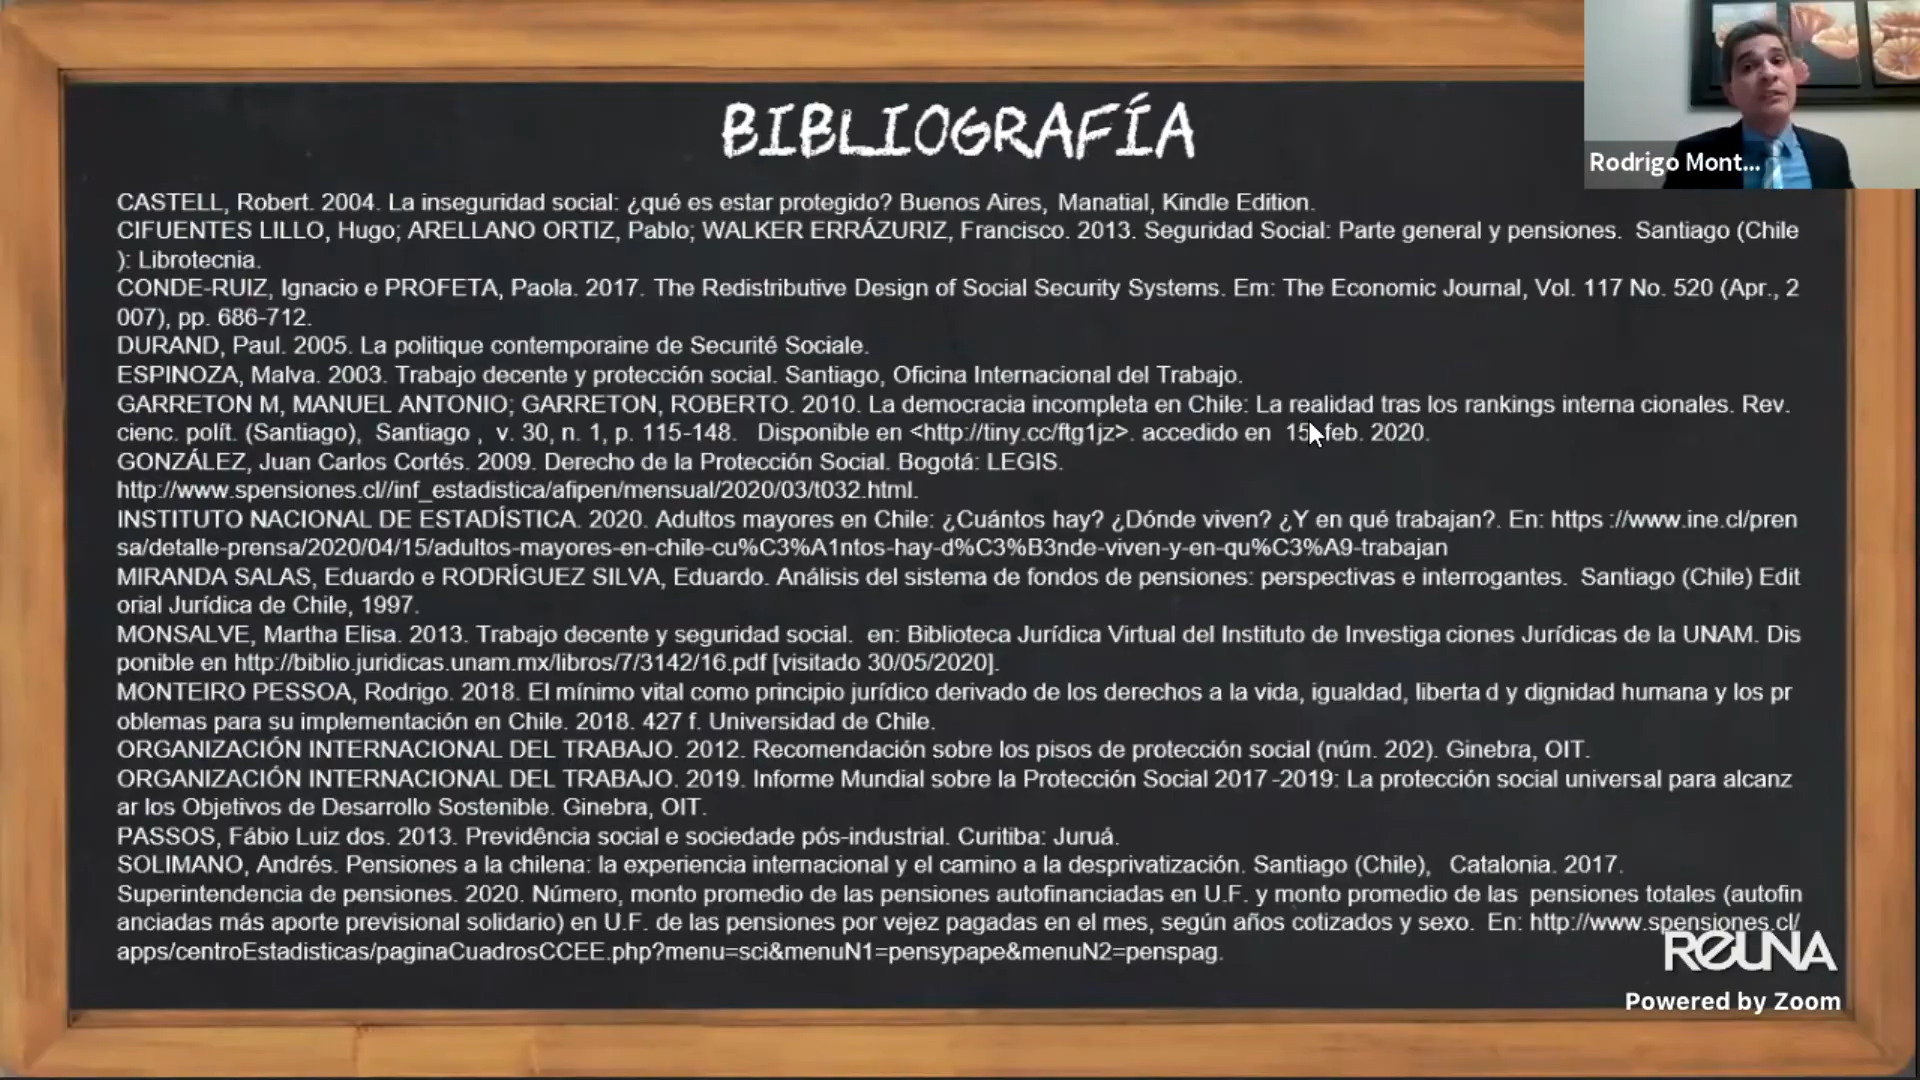 BIBLIOGRAFÍA
Rodrigo Mont...
CASTELL, Robert. 2004. La inseguridad social: ¿qué es estar protegido? Buenos Aires, Manatial, Kindle Edition.
CIFUENTES LILLO, Hugo; ARELLANO ORTIZ, Pablo; WALKER ERRÁZURIZ, Francisco. 2013. Seguridad Social: Parte general y pensiones. Santiago (Chile
): Librotecnia.
CONDE-RUIZ, Ignacio e PROFETA, Paola. 2017. The Redistributive Design of Social Security Systems. Em: The Economic Journal, Vol. 117 No. 520 (Apr., 2
007), pp. 686-712.
DURAND, Paul. 2005. La politique contemporaine de Securité Sociale.
ESPINOZA, Malva. 2003. Trabajo decente y protección social. Santiago, Oficina Internacional del Trabajo.
GARRETON M, MANUEL ANTONIO; GARRETON, ROBERTO. 2010. La democracia incompleta en Chile: La realidad tras los rankings interna cionales. Rev.
cienc. polít. (Santiago), Santiago , v. 30, n. 1, p. 115-148. Disponible en <http://tiny.cc/ftg1jz>. accedido en 15 feb. 2020.
GONZÁLEZ, Juan Carlos Cortés. 2009. Derecho de la Protección Social. Bogotá: LEGIS.
http://www.spensiones.cl//inf_estadistica/afipen/mensual/2020/03/t032.html.
INSTITUTO NACIONAL DE ESTADÍSTICA. 2020. Adultos mayores en Chile: ¿Cuántos hay? ¿Dónde viven? ¿Y en qué trabajan?. En: https ://www.ine.cl/pren
sa/detalle-prensa/2020/04/15/adultos-mayores-en-chile-cu%C3%A1ntos-hay-d%C3%B3nde-viven-y-en-qu%C3%A9-trabajan
MIRANDA SALAS, Eduardo e RODRÍGUEZ SILVA, Eduardo. Análisis del sistema de fondos de pensiones: perspectivas e interrogantes. Santiago (Chile) Edit
orial Jurídica de Chile, 1997.
MONSALVE, Martha Elisa. 2013. Trabajo decente y seguridad social. en: Biblioteca Jurídica Virtual del Instituto de Investiga ciones Jurídicas de la UNAM. Dis
ponible en http://biblio.juridicas.unam.mx/libros/7/3142/16.pdf [visitado 30/05/2020].
MONTEIRO PESSOA, Rodrigo. 2018. El mínimo vital como principio jurídico derivado de los derechos a la vida, igualdad, liberta d y dignidad humana y los pr
oblemas para su implementación en Chile. 2018. 427 f. Universidad de Chile.
ORGANIZACIÓN INTERNACIONAL DEL TRABAJO. 2012. Recomendación sobre los pisos de protección social (núm. 202). Ginebra, OIT.
ORGANIZACIÓN INTERNACIONAL DEL TRABAJO. 2019. Informe Mundial sobre la Protección Social 2017-2019: La protección social universal para alcanz
ar los Objetivos de Desarrollo Sostenible. Ginebra, OIT.
PASSOS, Fábio Luiz dos. 2013. Previdência social e sociedade pós-industrial. Curitiba: Juruá.
SOLIMANO, Andrés. Pensiones a la chilena: la experiencia internacional y el camino a la desprivatización. Santiago (Chile), Catalonia. 2017.
Superintendencia de pensiones. 2020. Número, monto promedio de las pensiones autofinanciadas en U.F. y monto promedio de las pensiones totales (autofin
anciadas más aporte previsional solidario) en U.F. de las pensiones por vejez pagadas en el mes, según años cotizados y sexo. En: http://www.spensiones.cl/
apps/centroEstadisticas/paginaCuadrosCCEE.php?menu=sci&menuN1=pensypape&menuN2=penspag.
REUNA
Powered by Zoom